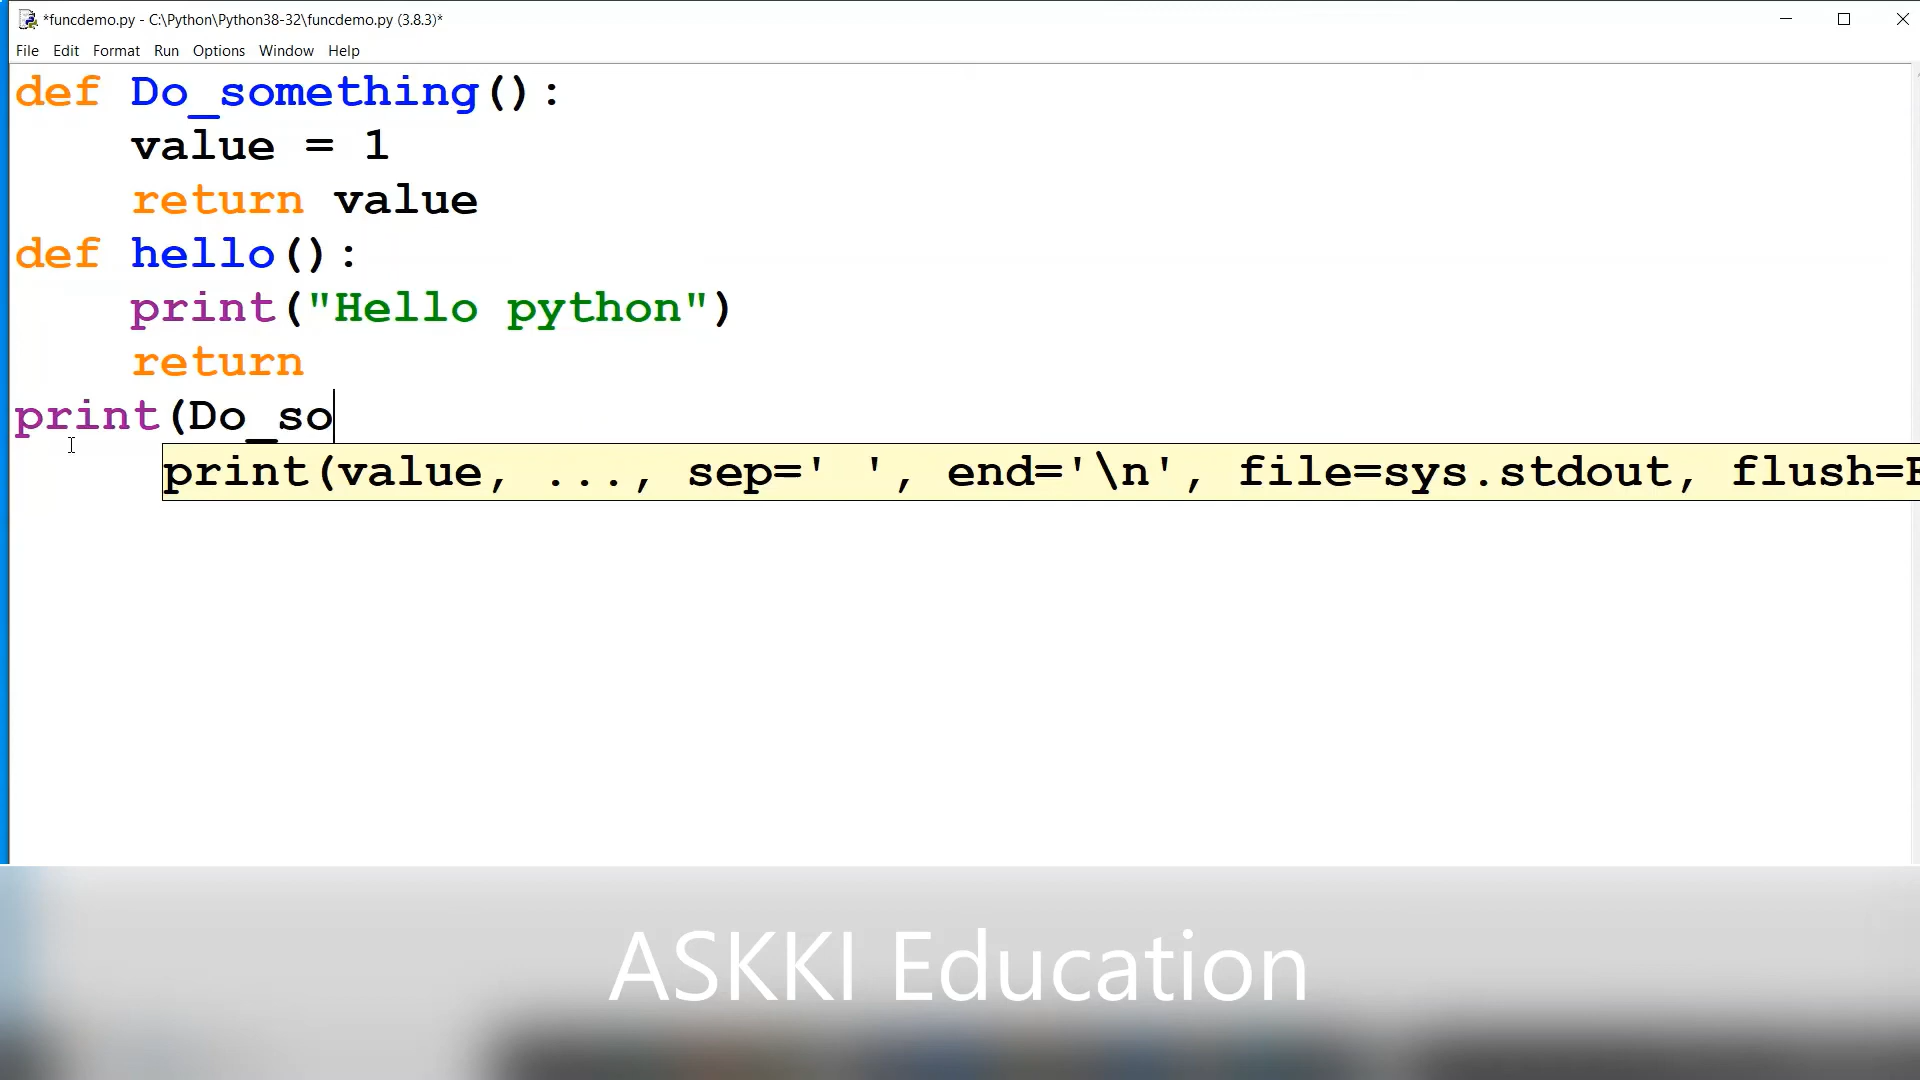 *funcdemo.py - C:\Python\Python38-32\funcdemo.py (3.8.3)*
File Edit Format Run Options Window Help
def Do_something():
    value = 1
    return value
def hello():
    print("Hello python")
    return
print(Do_so
print(value, ..., sep=' ', end='\n', file=sys.stdout, flush=
ASKKI Education